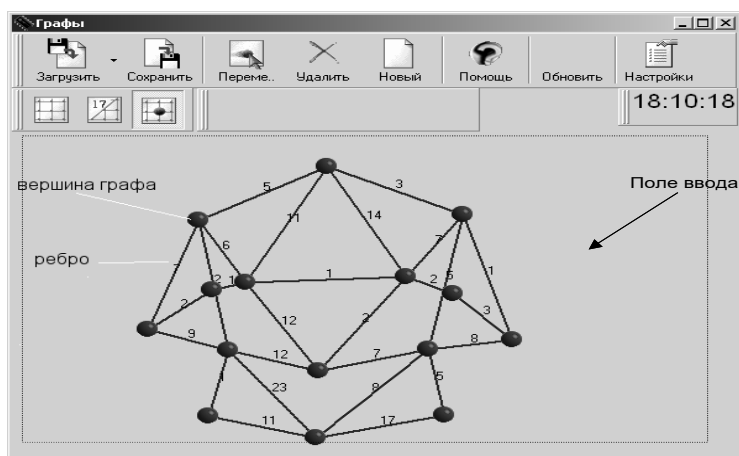 Графы
Загрузить Сохранить Переме.. Удалить Новый Помощь Обновить Настройки
17 18:10:18
вершина графа
Поле ввода
ребро
5 3
11 14
6 7
7 2 1 1 2 5 1
2 12 2 3
9 12 7 8
1 23 8 5
11 17